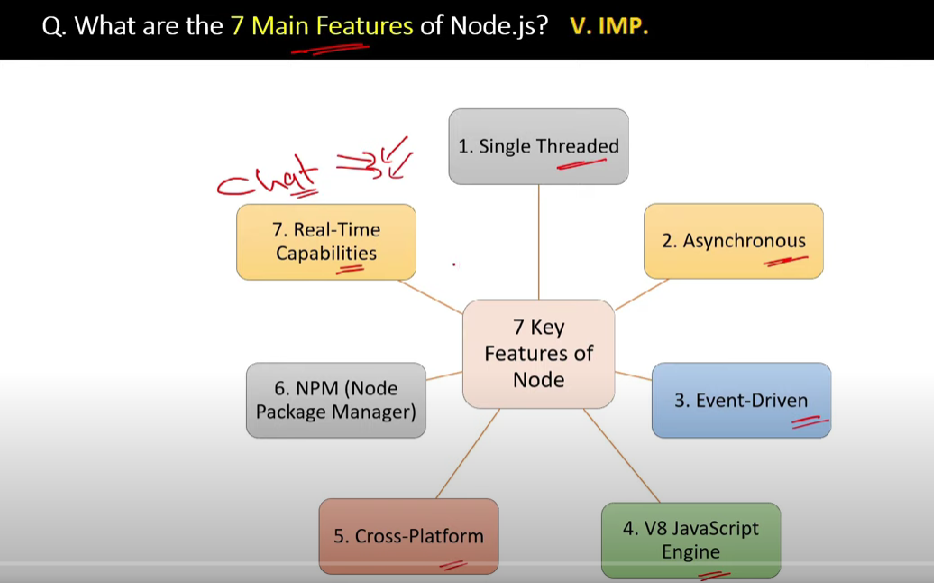 Q. What are the 7 Main Features of Node.js? V. IMP.
1. Single Threaded
chat
7. Real-Time
Capabilities
2. Asynchronous
7 Key
Features of
Node
6. NPM (Node
Package Manager)
3. Event-Driven
5. Cross-Platform
4. V8 JavaScript
Engine